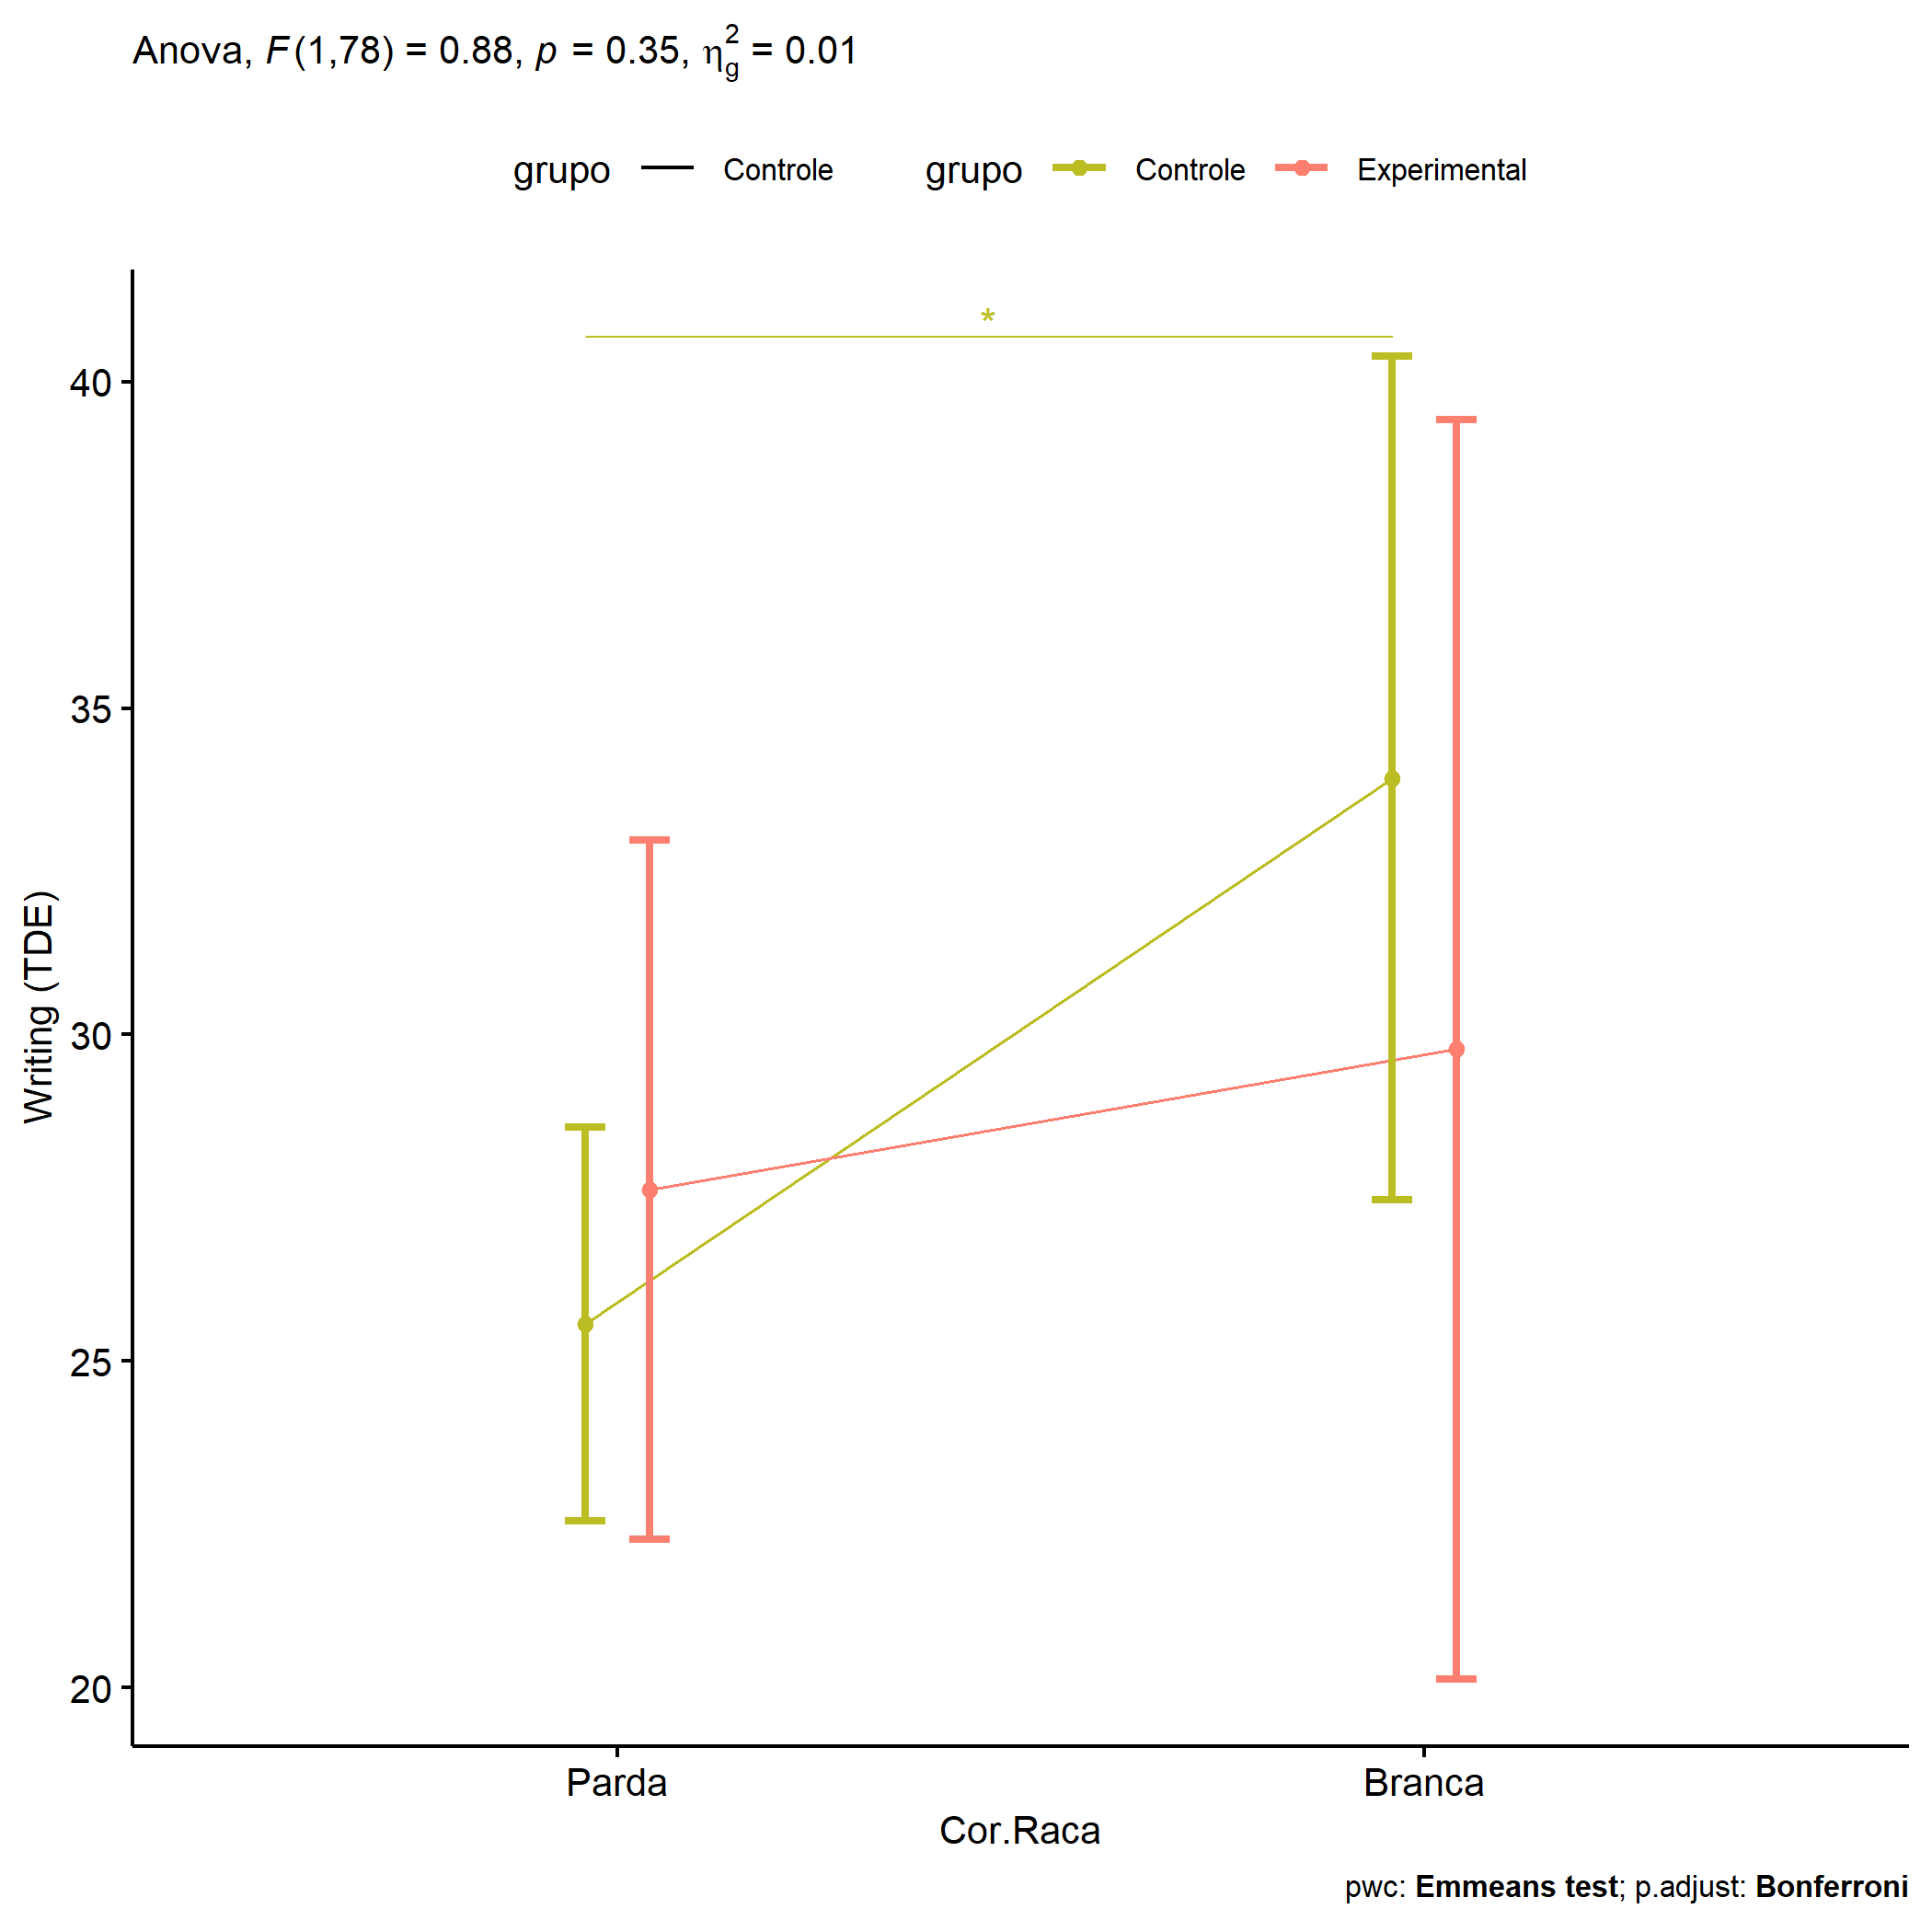 Anova, F(1,78) = 0.88, p = 0.35, η²g = 0.01
grupo Controle grupo Controle Experimental
*
40
35
30
25
20
Writing (TDE)
Parda Branca
Cor.Raca
pwc: Emmeans test; p.adjust: Bonferroni